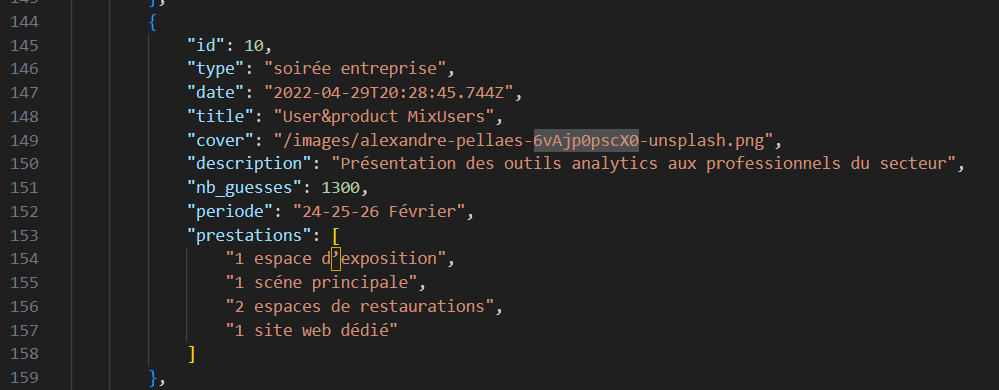 143 },
144 {
145 "id": 10,
146 "type": "soirée entreprise",
147 "date": "2022-04-29T20:28:45.744Z",
148 "title": "User&product MixUsers",
149 "cover": "/images/alexandre-pellaes-6vAjp0pscX0-unsplash.png",
150 "description": "Présentation des outils analytics aux professionnels du secteur",
151 "nb_guesses": 1300,
152 "periode": "24-25-26 Février",
153 "prestations": [
154 "1 espace d’exposition",
155 "1 scéne principale",
156 "2 espaces de restaurations",
157 "1 site web dédié"
158 ]
159 },